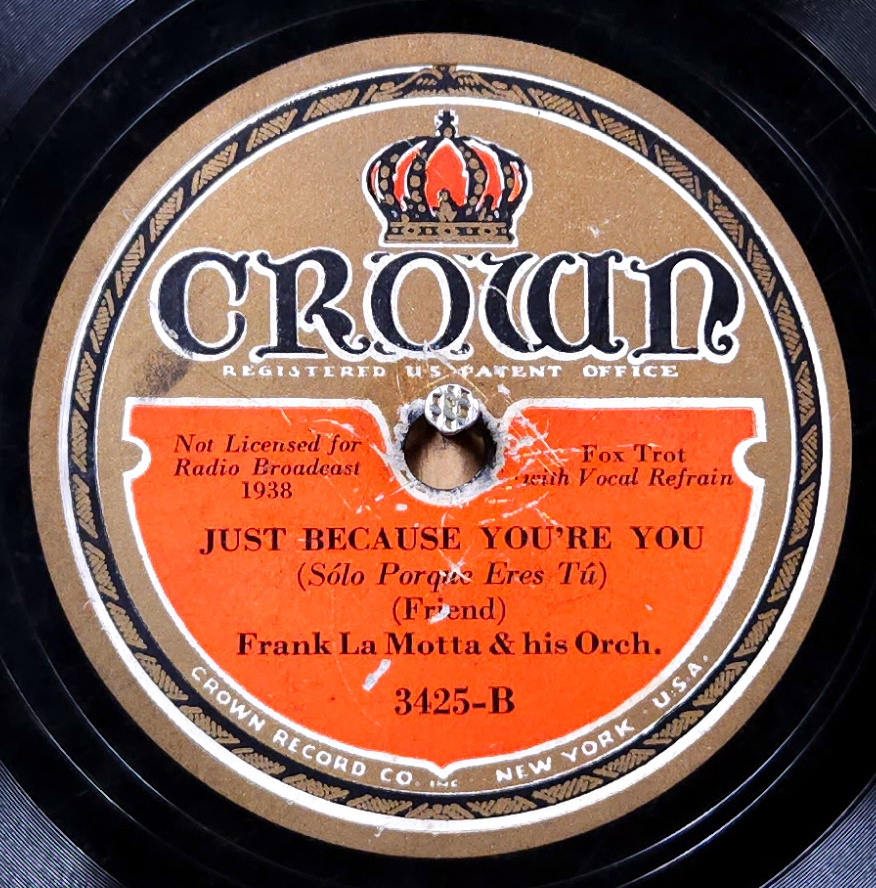 CROWN
REGISTERED U.S. PATENT OFFICE
Not Licensed for
Radio Broadcast
1938
Fox Trot
with Vocal Refrain
JUST BECAUSE YOU'RE YOU
(Sólo Porque Eres Tú)
(Friend)
Frank La Motta & his Orch.
3425-B
CROWN RECORD CO. INC NEW YORK · U.S.A.